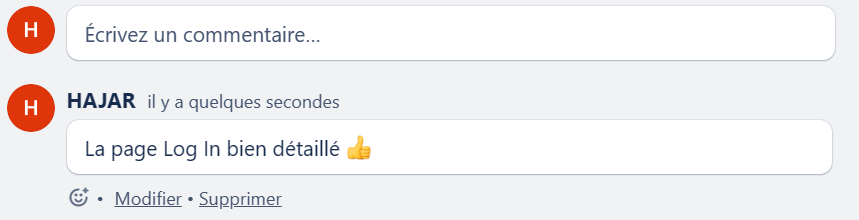 H
Écrivez un commentaire...
H
HAJAR il y a quelques secondes
La page Log In bien détaillé 👍
• Modifier • Supprimer